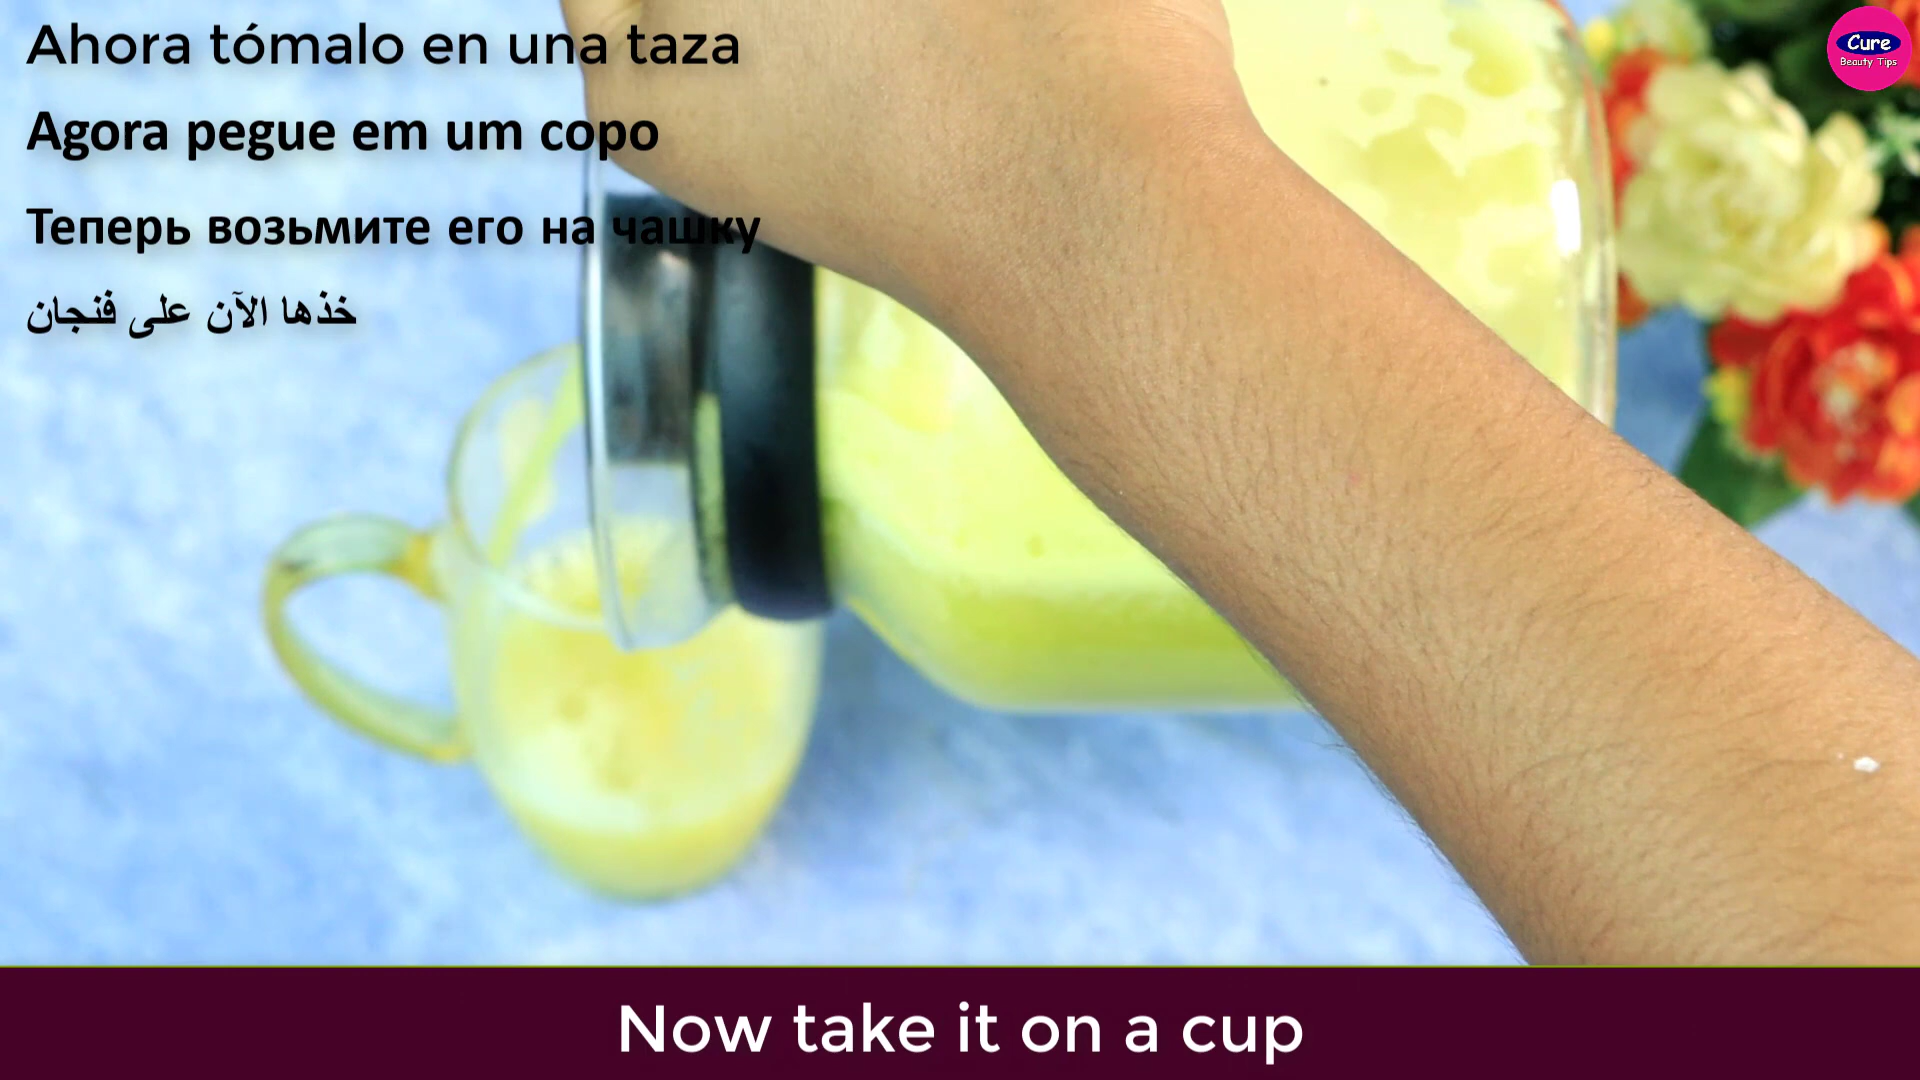 Ahora tómalo en una taza
Agora pegue em um copo
Теперь возьмите его на чашку
خذها الآن على فنجان
Cure
Beauty Tips
Now take it on a cup